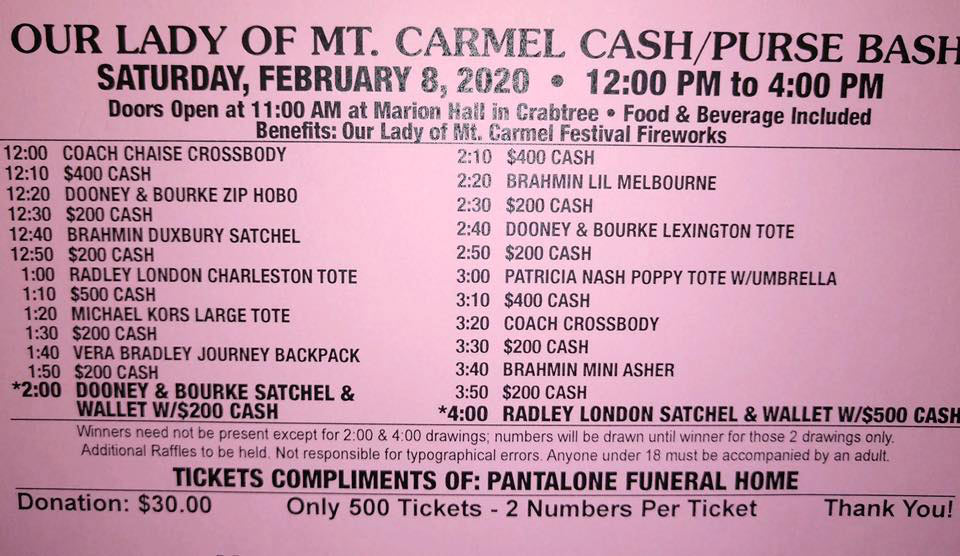 OUR LADY OF MT. CARMEL CASH/PURSE BASH
SATURDAY, FEBRUARY 8, 2020 • 12:00 PM to 4:00 PM
Doors Open at 11:00 AM at Marion Hall in Crabtree • Food & Beverage Included
Benefits: Our Lady of Mt. Carmel Festival Fireworks
12:00 COACH CHAISE CROSSBODY
12:10 $400 CASH
12:20 DOONEY & BOURKE ZIP HOBO
12:30 $200 CASH
12:40 BRAHMIN DUXBURY SATCHEL
12:50 $200 CASH
1:00 RADLEY LONDON CHARLESTON TOTE
1:10 $500 CASH
1:20 MICHAEL KORS LARGE TOTE
1:30 $200 CASH
1:40 VERA BRADLEY JOURNEY BACKPACK
1:50 $200 CASH
*2:00 DOONEY & BOURKE SATCHEL &
WALLET W/$200 CASH
2:10 $400 CASH
2:20 BRAHMIN LIL MELBOURNE
2:30 $200 CASH
2:40 DOONEY & BOURKE LEXINGTON TOTE
2:50 $200 CASH
3:00 PATRICIA NASH POPPY TOTE W/UMBRELLA
3:10 $400 CASH
3:20 COACH CROSSBODY
3:30 $200 CASH
3:40 BRAHMIN MINI ASHER
3:50 $200 CASH
*4:00 RADLEY LONDON SATCHEL & WALLET W/$500 CASH
Winners need not be present except for 2:00 & 4:00 drawings; numbers will be drawn until winner for those 2 drawings only.
Additional Raffles to be held. Not responsible for typographical errors. Anyone under 18 must be accompanied by an adult.
TICKETS COMPLIMENTS OF: PANTALONE FUNERAL HOME
Donation: $30.00 Only 500 Tickets - 2 Numbers Per Ticket Thank You!